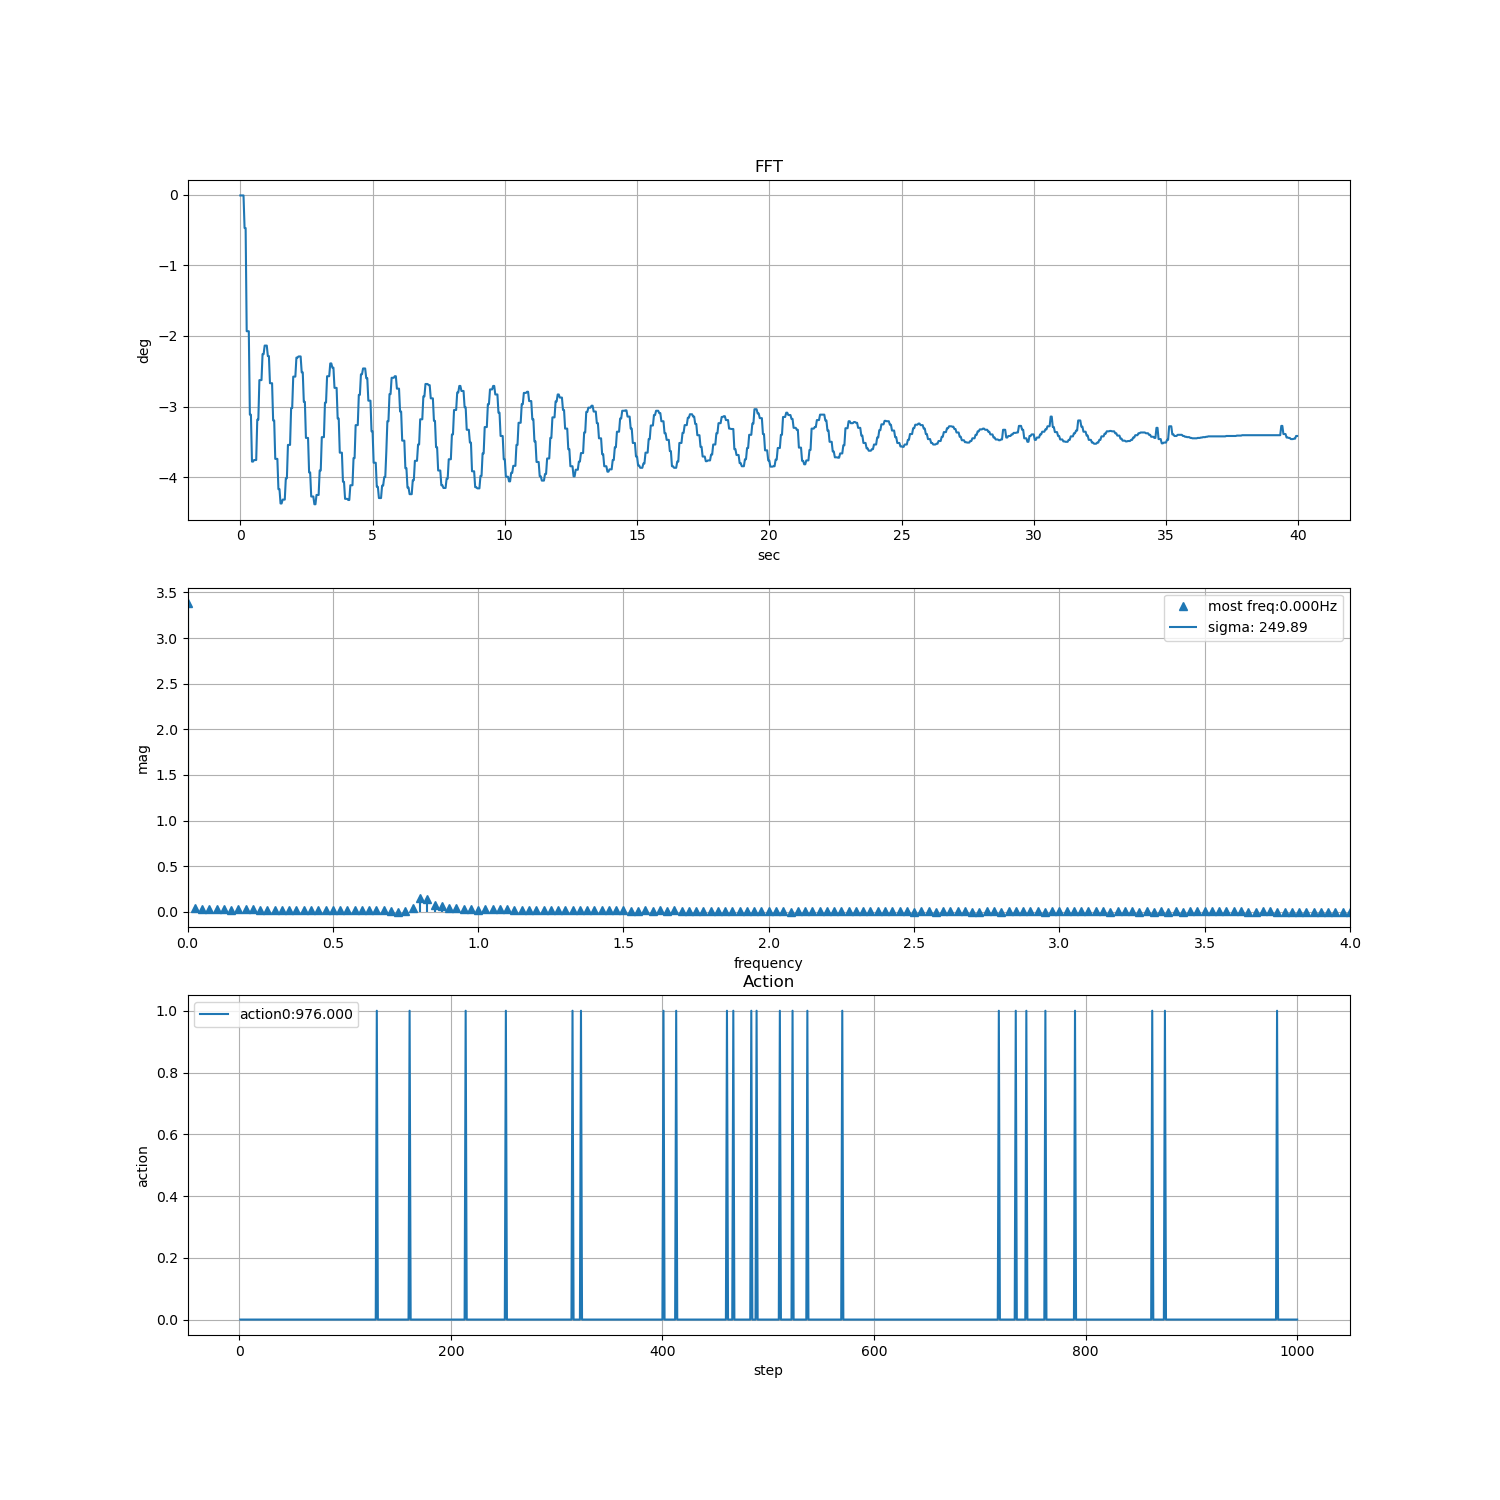 FFT
0
−1
−2
−3
−4
deg
0 5 10 15 20 25 30 35 40
sec
3.5
3.0
2.5
2.0
1.5
1.0
0.5
0.0
mag
most freq:0.000Hz
sigma: 249.89
0.0 0.5 1.0 1.5 2.0 2.5 3.0 3.5 4.0
frequency
Action
1.0
0.8
0.6
0.4
0.2
0.0
action
action0:976.000
0 200 400 600 800 1000
step